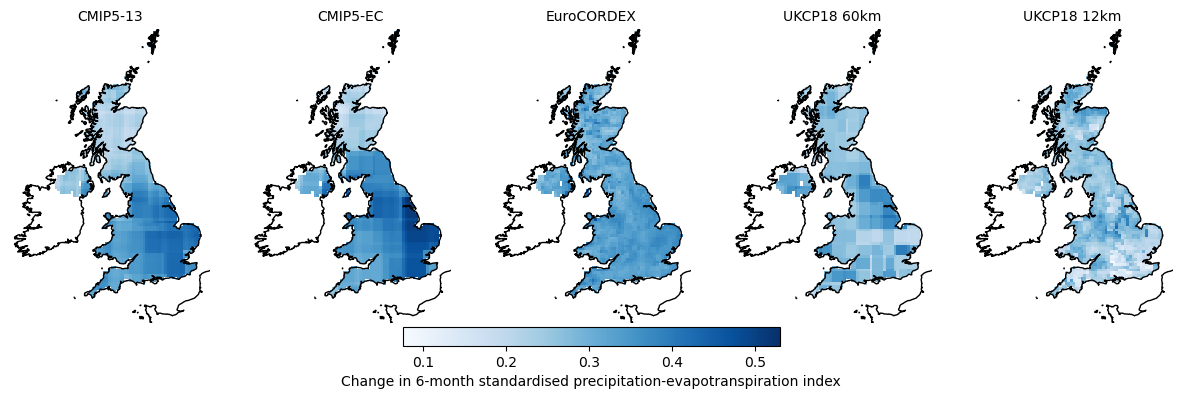 CMIP5-13 CMIP5-EC EuroCORDEX UKCP18 60km UKCP18 12km
0.1 0.2 0.3 0.4 0.5
Change in 6-month standardised precipitation-evapotranspiration index